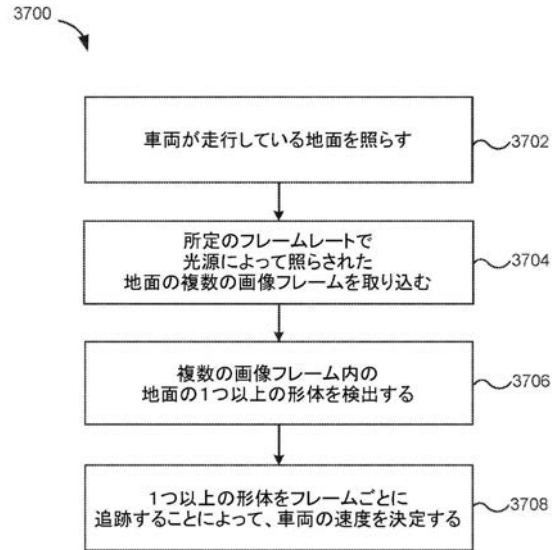 3700
車両が走行している地面を照らす
3702
所定のフレームレートで
光源によって照らされた
地面の複数の画像フレームを取り込む
3704
複数の画像フレーム内の
地面の1つ以上の形体を検出する
3706
1つ以上の形体をフレームごとに
追跡することによって、車両の速度を決定する
3708